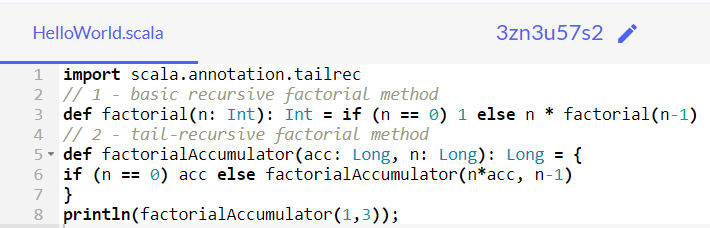 HelloWorld.scala
3zn3u57s2
1 import scala.annotation.tailrec
2 // 1 - basic recursive factorial method
3 def factorial(n: Int): Int = if (n == 0) 1 else n * factorial(n-1)
4 // 2 - tail-recursive factorial method
5 def factorialAccumulator(acc: Long, n: Long): Long = {
6 if (n == 0) acc else factorialAccumulator(n*acc, n-1)
7 }
8 println(factorialAccumulator(1,3));